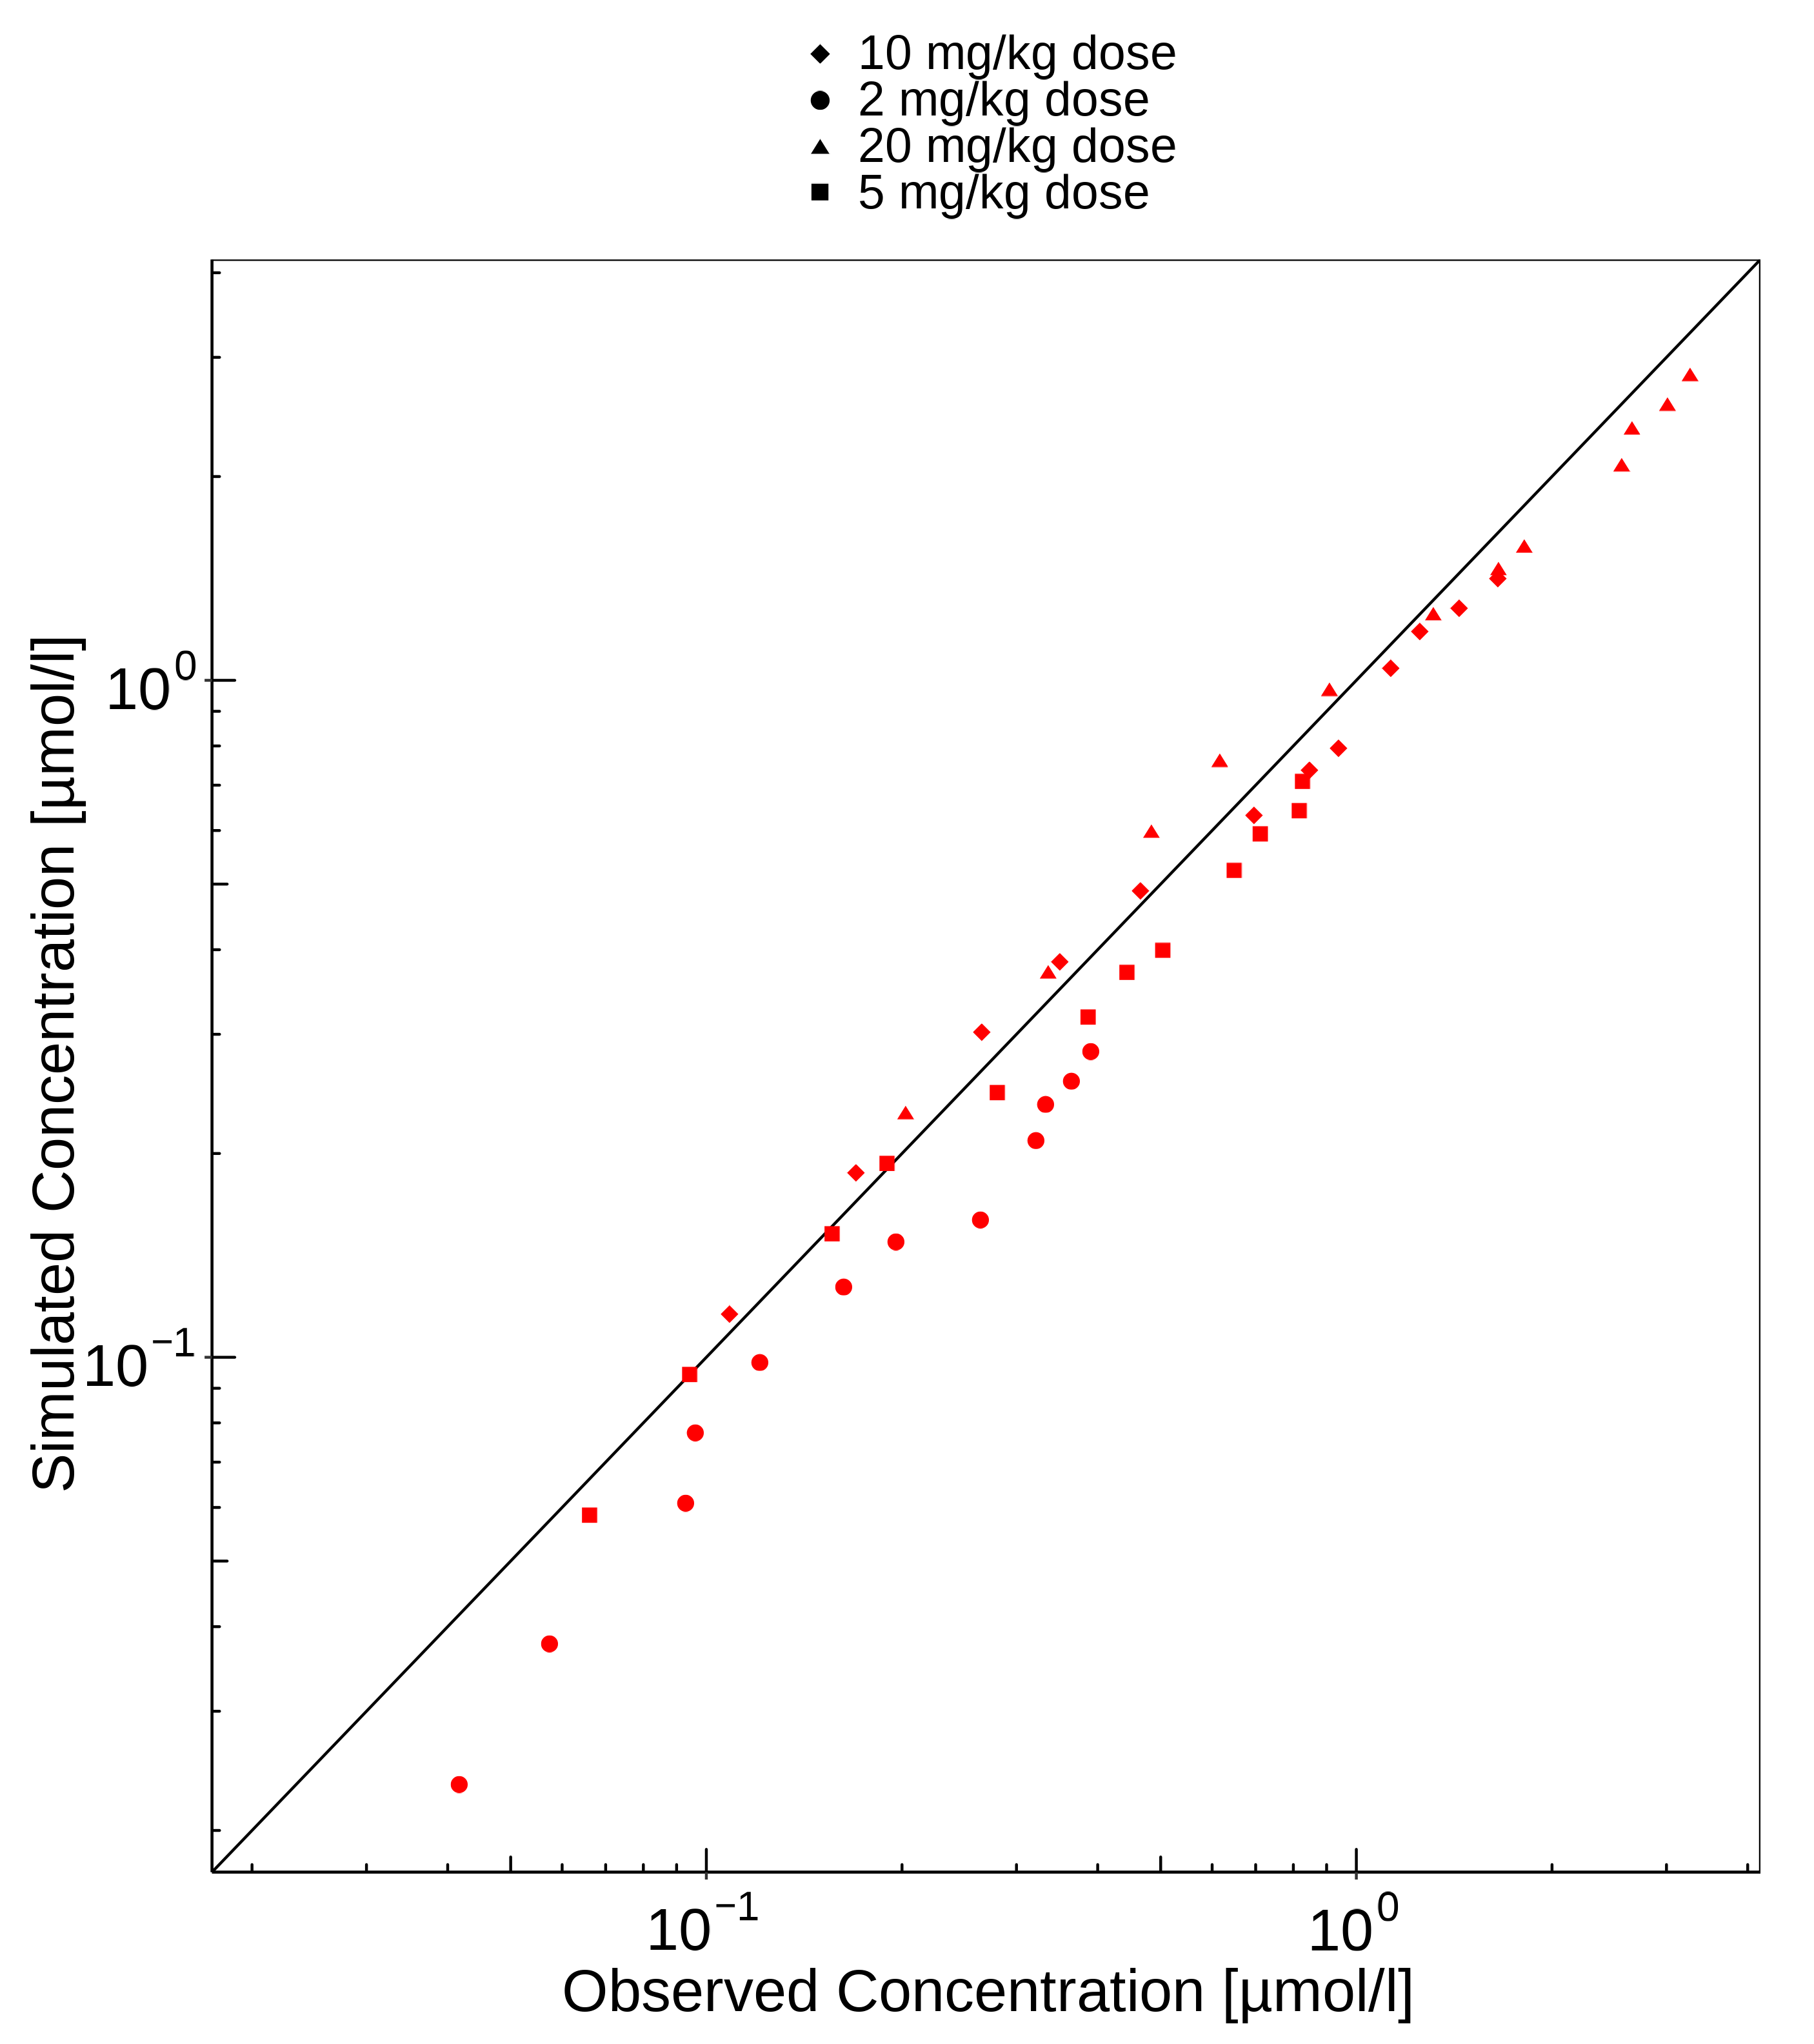 10 mg/kg dose
2 mg/kg dose
20 mg/kg dose
5 mg/kg dose
Simulated Concentration [µmol/l]
10⁰
10⁻¹
10⁻¹
10⁰
Observed Concentration [µmol/l]